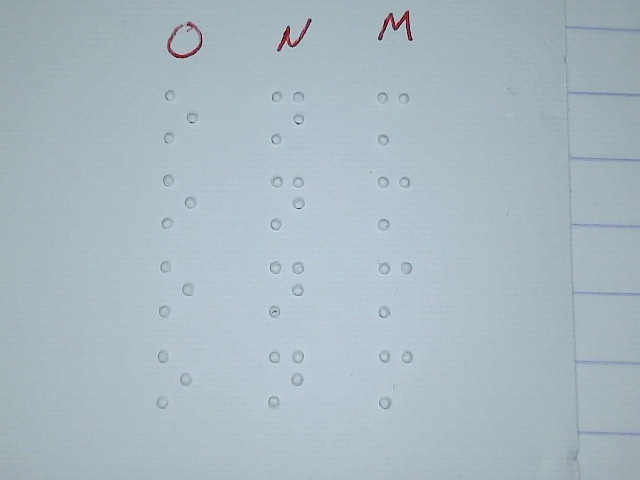 O N M
⠕ ⠝ ⠍
⠕ ⠝ ⠍
⠕ ⠝ ⠍
⠕ ⠝ ⠍